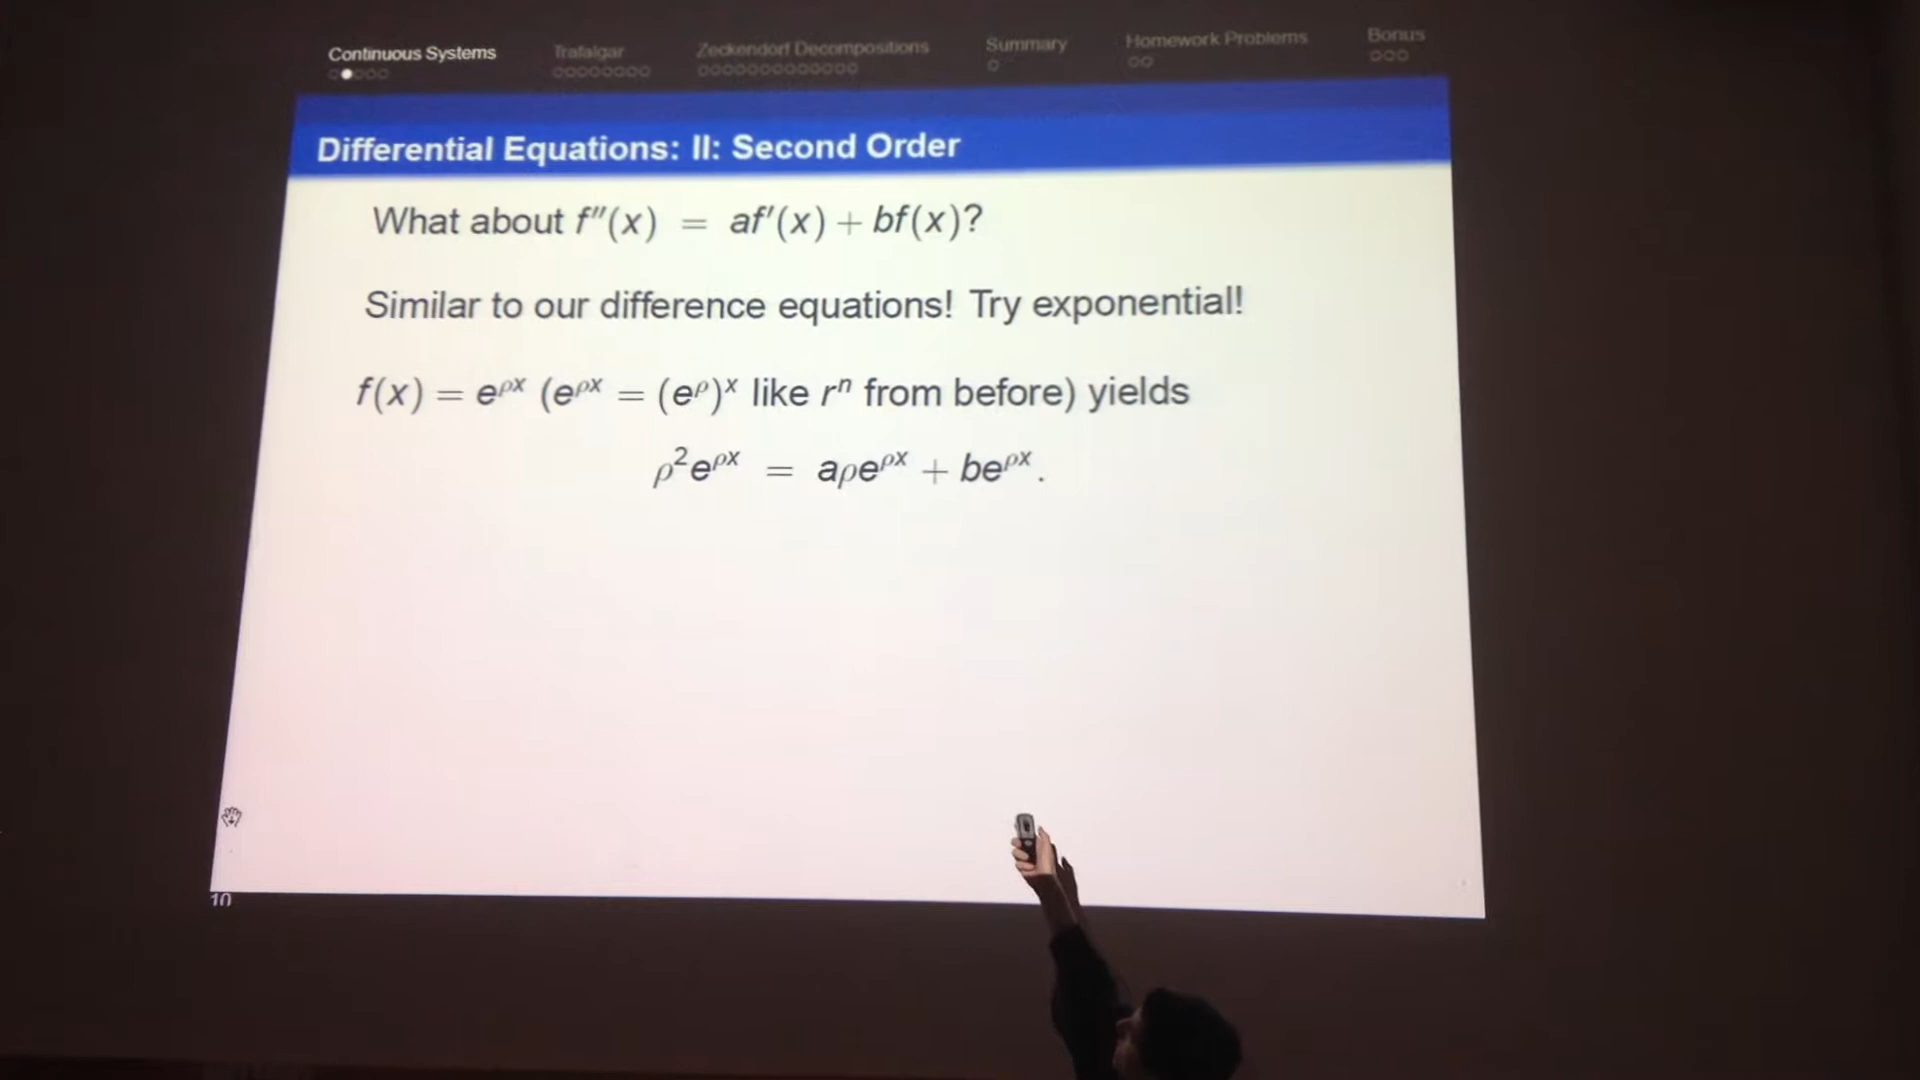 Continuous Systems Trafalgar Zeckendorf Decompositions Summary Homework Problems Bonus
Differential Equations: II: Second Order
What about f″(x) = af′(x) + bf(x)?
Similar to our difference equations! Try exponential!
f(x) = e^{ρx} (e^{ρx} = (e^ρ)^x like r^n from before) yields
ρ²e^{ρx} = aρe^{ρx} + be^{ρx}.
10